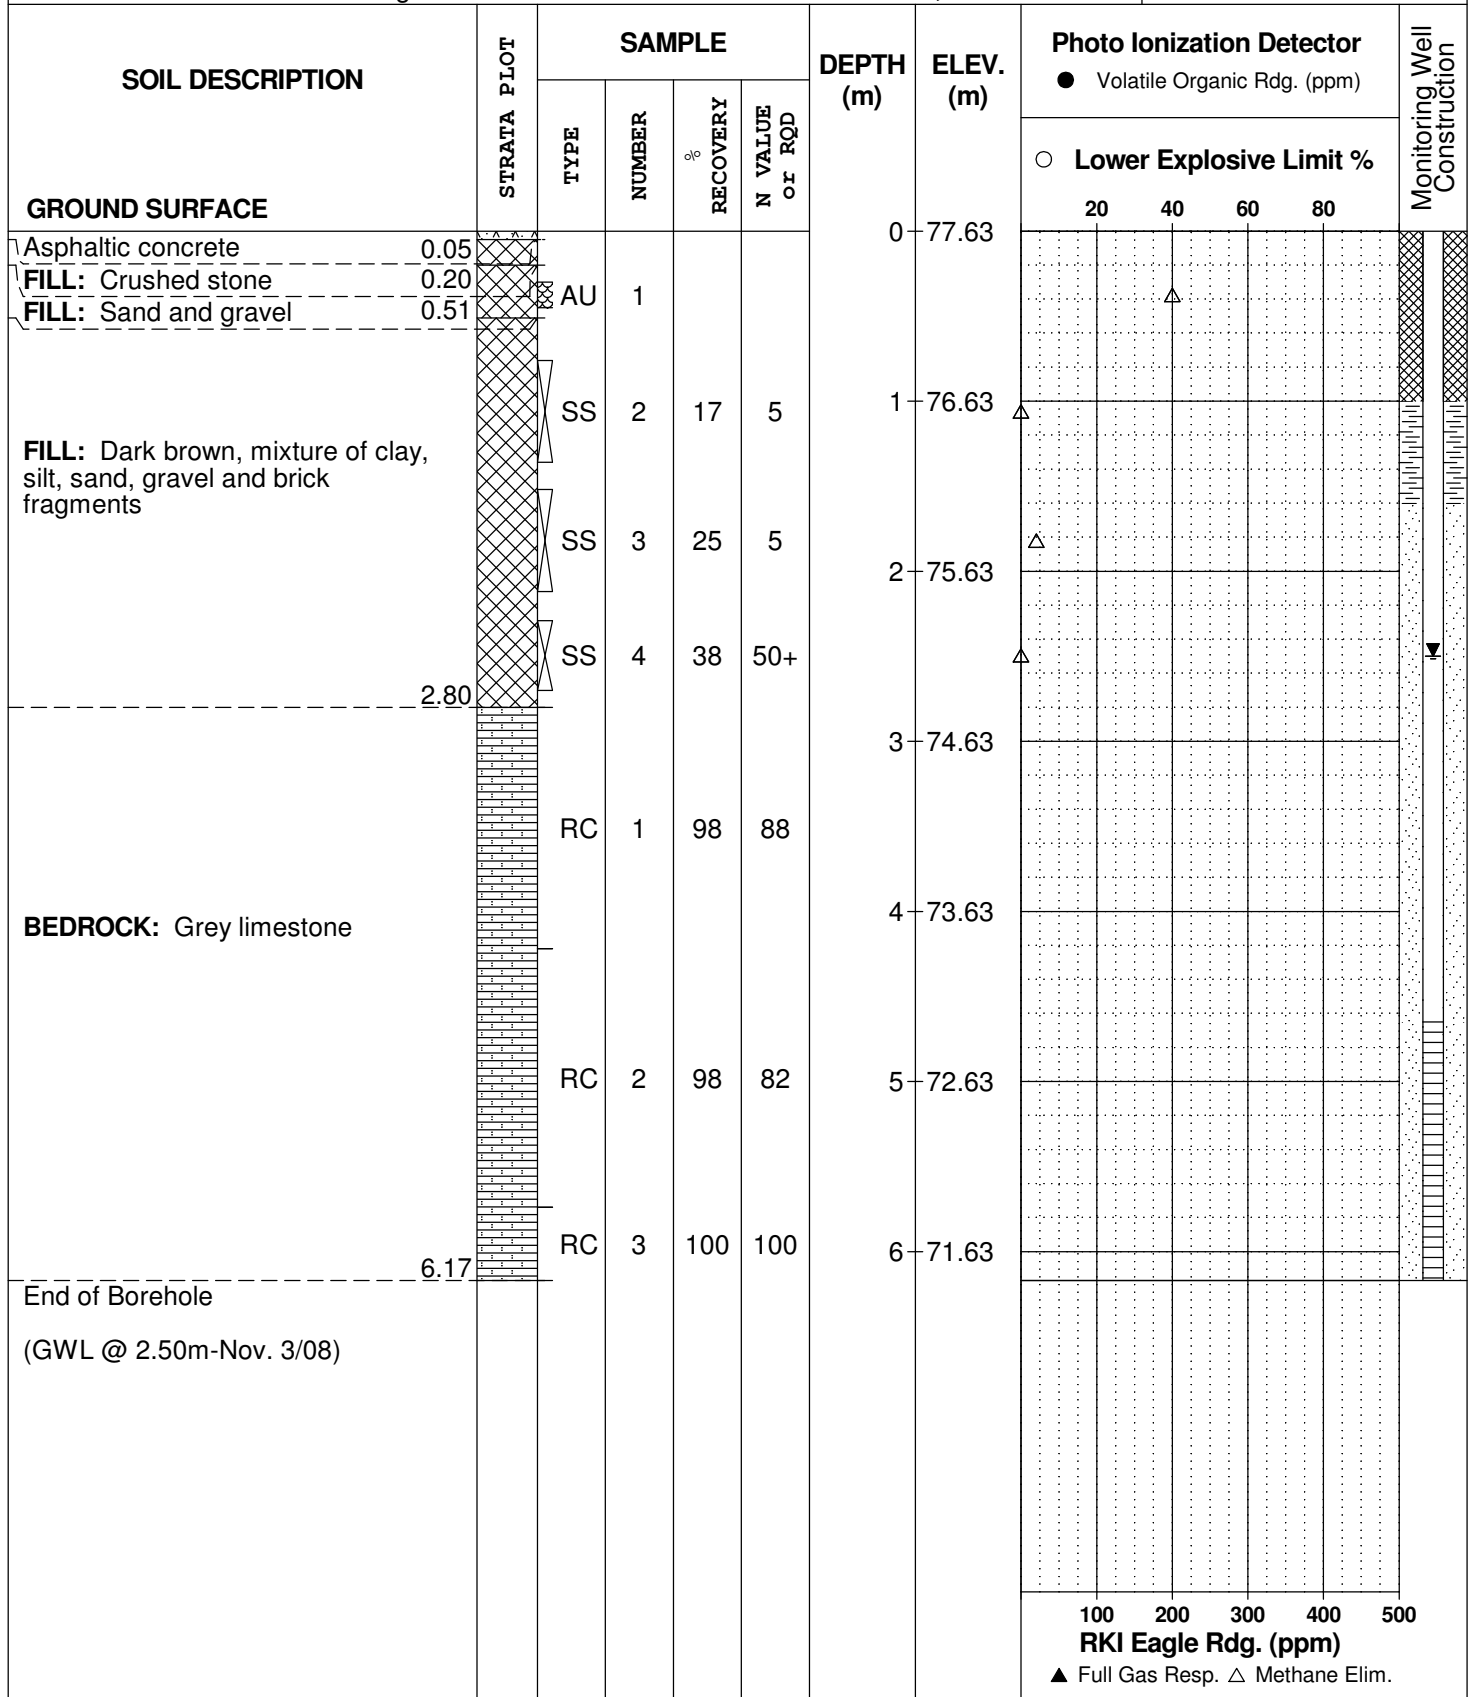 SOIL DESCRIPTION
GROUND SURFACE
STRATA PLOT
SAMPLE
TYPE
NUMBER
%
RECOVERY
N VALUE
or RQD
DEPTH
(m)
ELEV.
(m)
Photo Ionization Detector
● Volatile Organic Rdg. (ppm)
○ Lower Explosive Limit %
20 40 60 80
Monitoring Well
Construction
0 77.63
Asphaltic concrete 0.05
FILL: Crushed stone 0.20
AU 1
FILL: Sand and gravel 0.51
1 76.63
SS 2 17 5
FILL: Dark brown, mixture of clay,
silt, sand, gravel and brick
fragments
SS 3 25 5
2 75.63
SS 4 38 50+
2.80
3 74.63
RC 1 98 88
4 73.63
BEDROCK: Grey limestone
RC 2 98 82
5 72.63
RC 3 100 100
6 71.63
6.17
End of Borehole
(GWL @ 2.50m-Nov. 3/08)
100 200 300 400 500
RKI Eagle Rdg. (ppm)
▲ Full Gas Resp. △ Methane Elim.